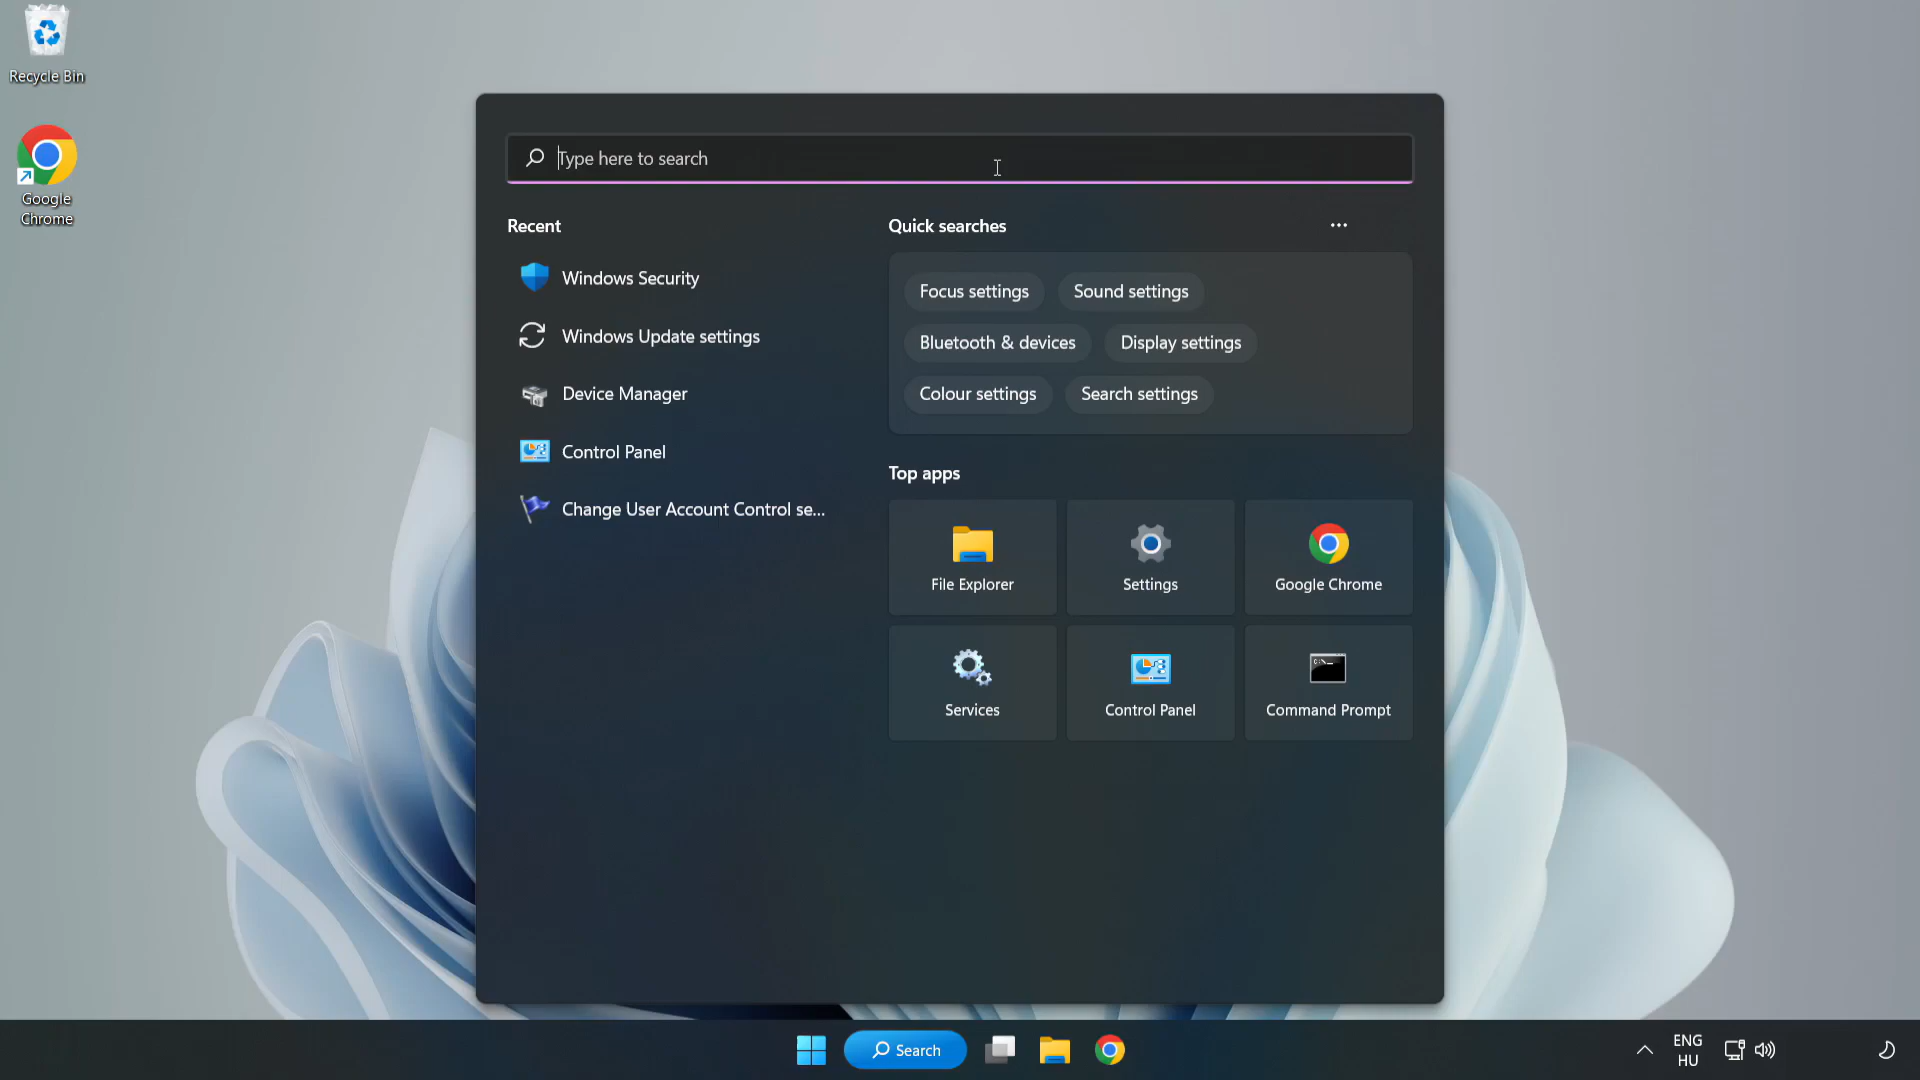 Recycle Bin
Google
Chrome
Type here to search
Recent
Windows Security
Windows Update settings
Device Manager
Control Panel
Change User Account Control se...
Quick searches
Focus settings
Sound settings
Bluetooth & devices
Display settings
Colour settings
Search settings
Top apps
File Explorer
Settings
Google Chrome
Services
Control Panel
Command Prompt
Search
ENG
HU